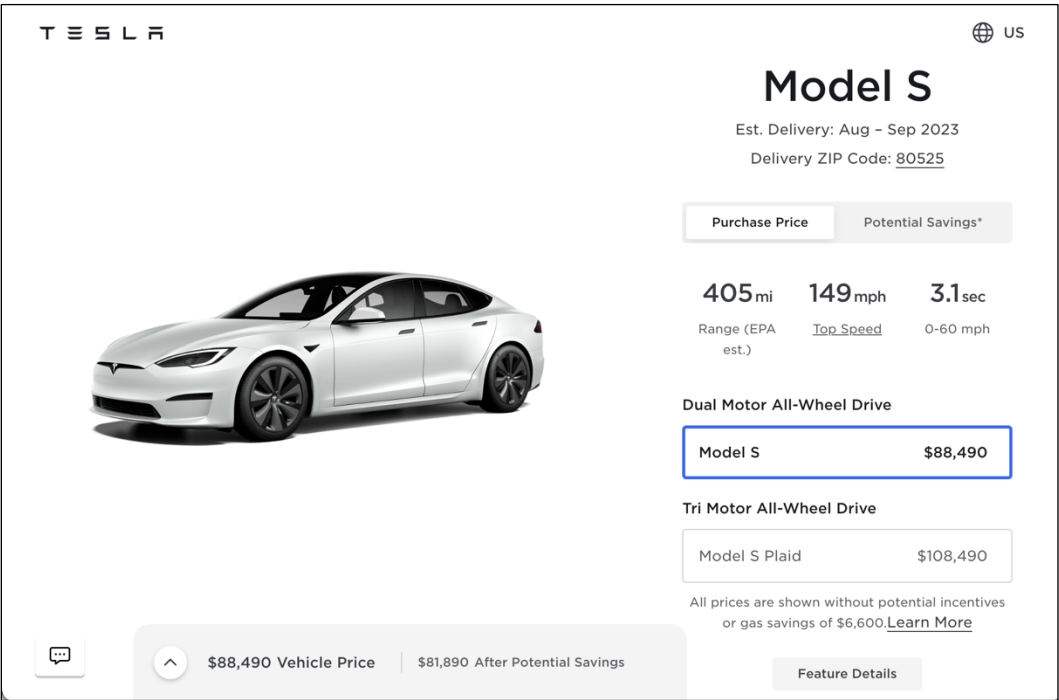 TESLA
US
Model S
Est. Delivery: Aug – Sep 2023
Delivery ZIP Code: 80525
Purchase Price
Potential Savings*
405mi
149mph
3.1sec
Range (EPA
est.)
Top Speed
0-60 mph
Dual Motor All-Wheel Drive
Model S
$88,490
Tri Motor All-Wheel Drive
Model S Plaid
$108,490
All prices are shown without potential incentives
or gas savings of $6,600.Learn More
$88,490 Vehicle Price
$81,890 After Potential Savings
Feature Details